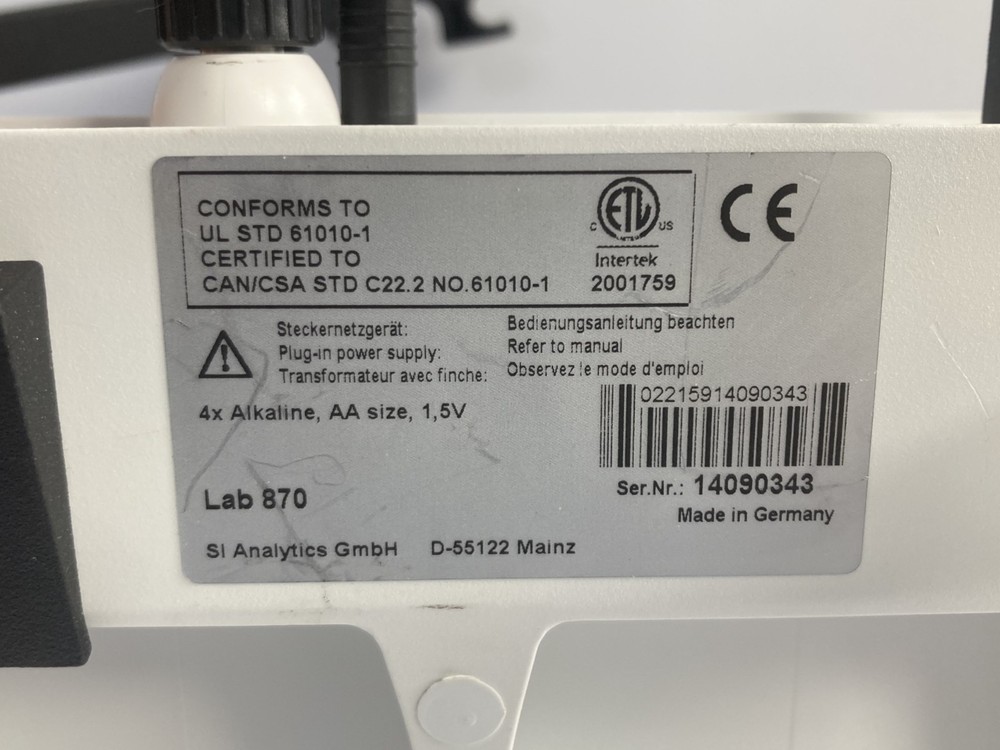 CONFORMS TO
UL STD 61010-1
CERTIFIED TO
CAN/CSA STD C22.2 NO.61010-1
ETL
C US
Intertek
2001759
CE
Steckernetzgerät: Bedienungsanleitung beachten
Plug-in power supply: Refer to manual
Transformateur avec finche: Observez le mode d'emploi
4x Alkaline, AA size, 1,5V
02215914090343
Lab 870
Ser.Nr.: 14090343
Made in Germany
SI Analytics GmbH D-55122 Mainz